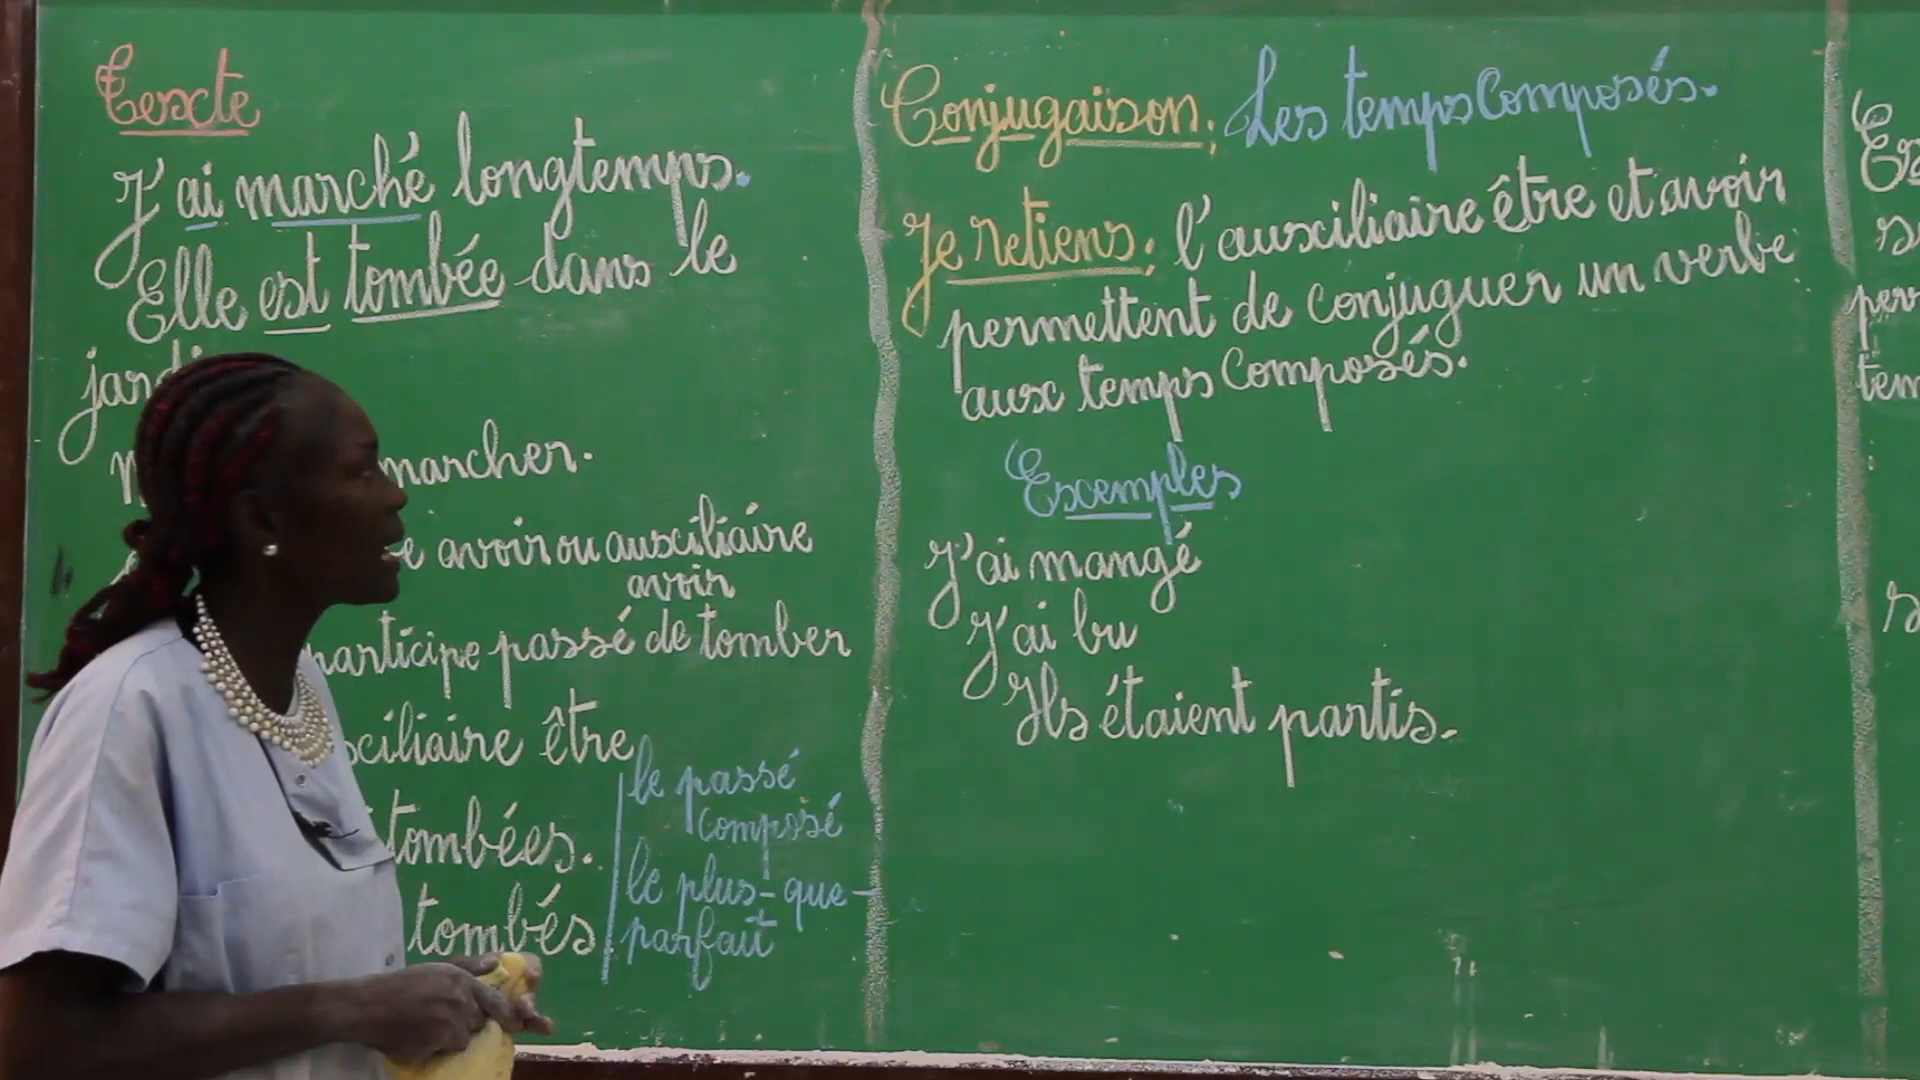 Texte
J'ai marché longtemps.
Elle est tombée dans le
marcher.
avoir ou auxiliaire
avoir
participe passé de tomber
être
tombées.
tombés
le passé
composé
le plus-que-
parfait
Conjugaison : Les temps Composés.
Je retiens : l'auxiliaire être et avoir
permettent de conjuguer un verbe
aux temps Composés.
Exemples
J'ai mangé
J'ai bu
Ils étaient partis.